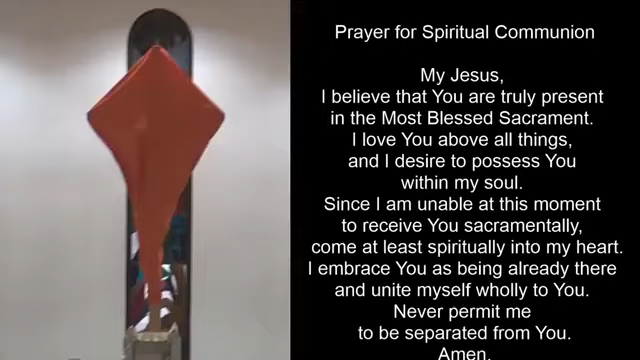 Prayer for Spiritual Communion
My Jesus,
I believe that You are truly present
in the Most Blessed Sacrament.
I love You above all things,
and I desire to possess You
within my soul.
Since I am unable at this moment
to receive You sacramentally,
come at least spiritually into my heart.
I embrace You as being already there
and unite myself wholly to You.
Never permit me
to be separated from You.
Amen.